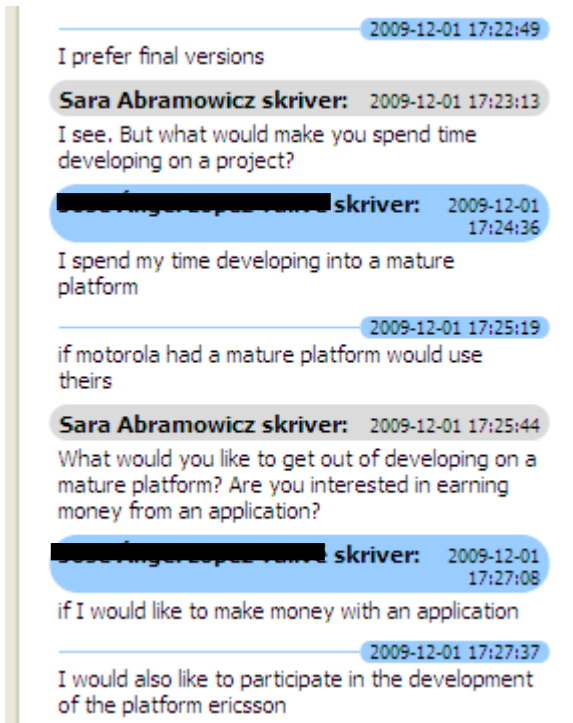 2009-12-01 17:22:49
I prefer final versions
Sara Abramowicz skriver: 2009-12-01 17:23:13
I see. But what would make you spend time
developing on a project?
skriver: 2009-12-01
17:24:36
I spend my time developing into a mature
platform
2009-12-01 17:25:19
if motorola had a mature platform would use
theirs
Sara Abramowicz skriver: 2009-12-01 17:25:44
What would you like to get out of developing on a
mature platform? Are you interested in earning
money from an application?
skriver: 2009-12-01
17:27:08
if I would like to make money with an application
2009-12-01 17:27:37
I would also like to participate in the development
of the platform ericsson